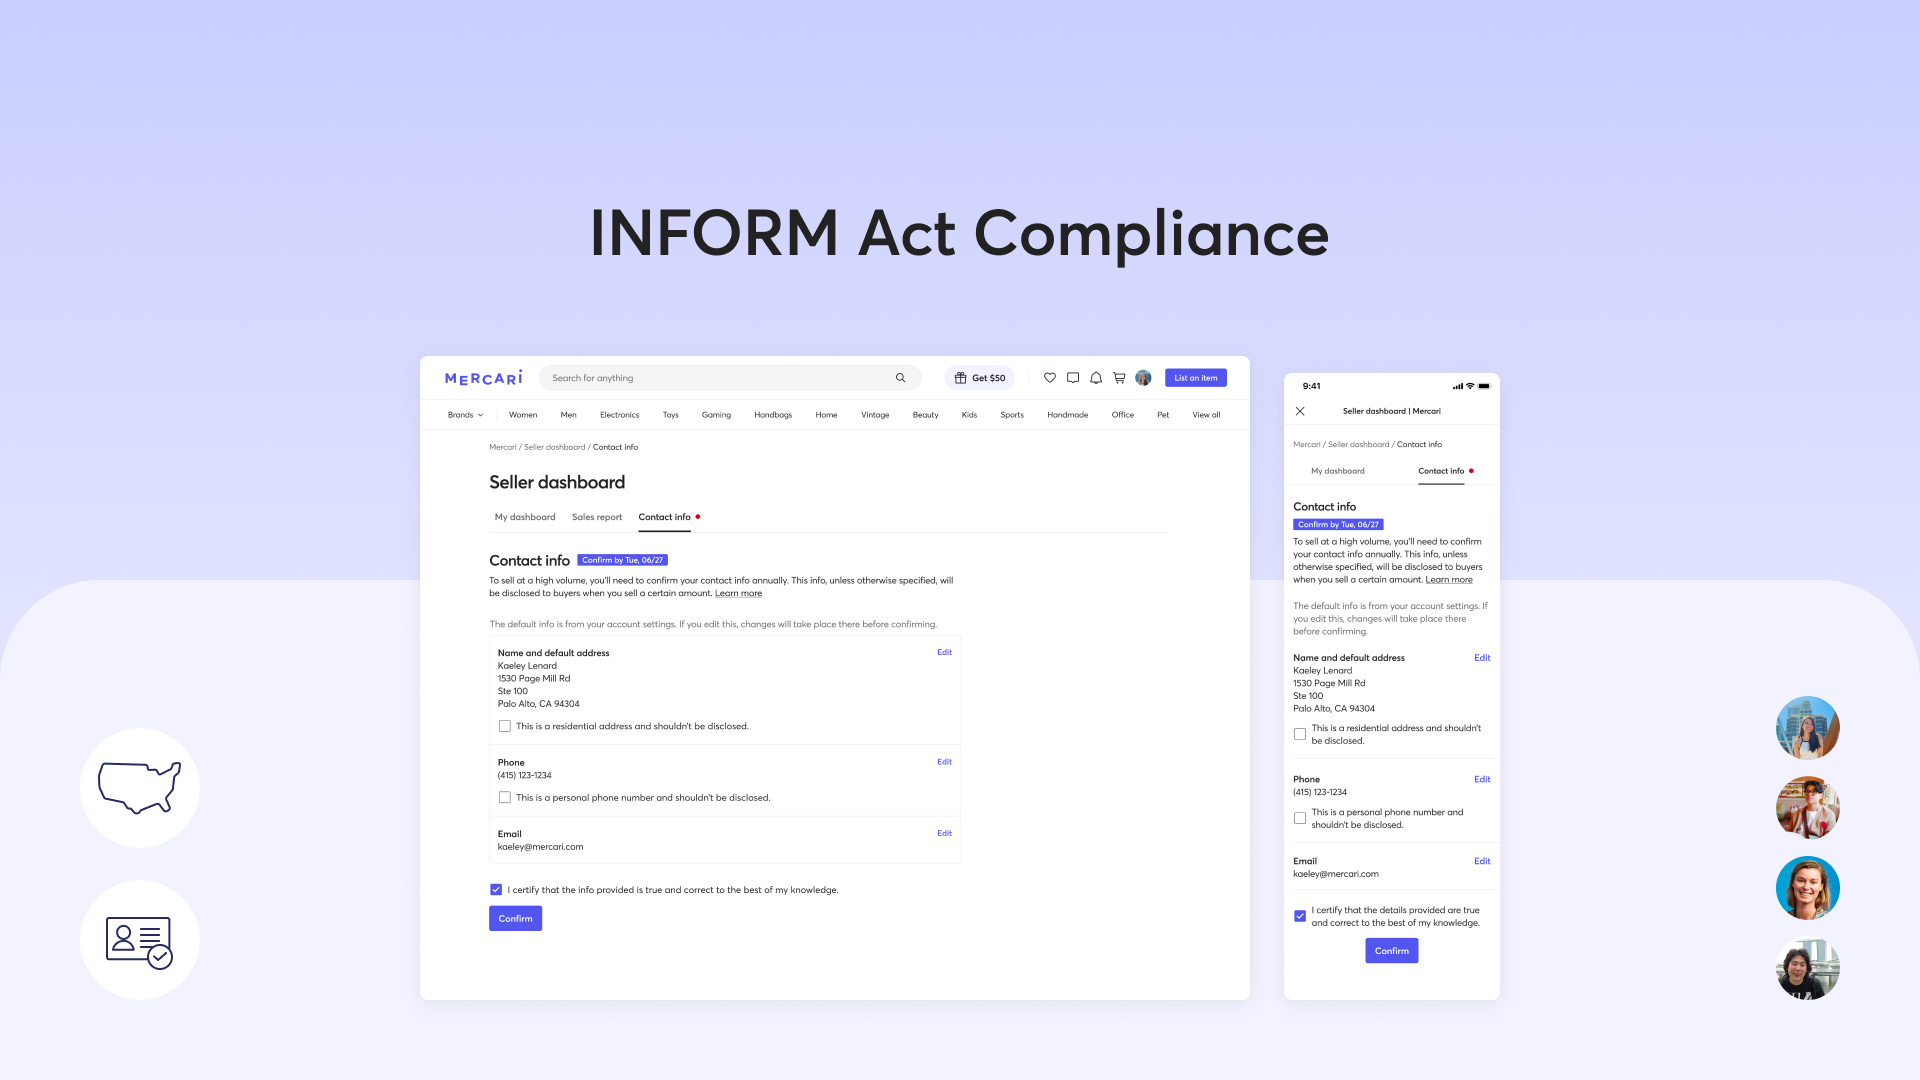 INFORM Act Compliance
MERCARI
Search for anything
Get $50
List an item
Brands Women Men Electronics Toys Gaming Handbags Home Vintage Beauty Kids Sports Handmade Office Pet View all
Mercari / Seller dashboard / Contact info
Seller dashboard
My dashboard Sales report Contact info
Contact info Confirm by Tue, 06/27
To sell at a high volume, you'll need to confirm your contact info annually. This info, unless otherwise specified, will
be disclosed to buyers when you sell a certain amount. Learn more
The default info is from your account settings. If you edit this, changes will take place there before confirming.
Name and default address Edit
Kaeley Lenard
1530 Page Mill Rd
Ste 100
Palo Alto, CA 94304
This is a residential address and shouldn't be disclosed.
Phone Edit
(415) 123-1234
This is a personal phone number and shouldn't be disclosed.
Email Edit
kaeley@mercari.com
I certify that the info provided is true and correct to the best of my knowledge.
Confirm
9:41
Seller dashboard | Mercari
Mercari / Seller dashboard / Contact info
My dashboard Contact info
Contact info
Confirm by Tue, 06/27
To sell at a high volume, you'll need to confirm
your contact info annually. This info, unless
otherwise specified, will be disclosed to buyers
when you sell a certain amount. Learn more
The default info is from your account settings. If
you edit this, changes will take place there
before confirming.
Name and default address Edit
Kaeley Lenard
1530 Page Mill Rd
Ste 100
Palo Alto, CA 94304
This is a residential address and shouldn't
be disclosed.
Phone Edit
(415) 123-1234
This is a personal phone number and
shouldn't be disclosed.
Email Edit
kaeley@mercari.com
I certify that the details provided are true
and correct to the best of my knowledge.
Confirm